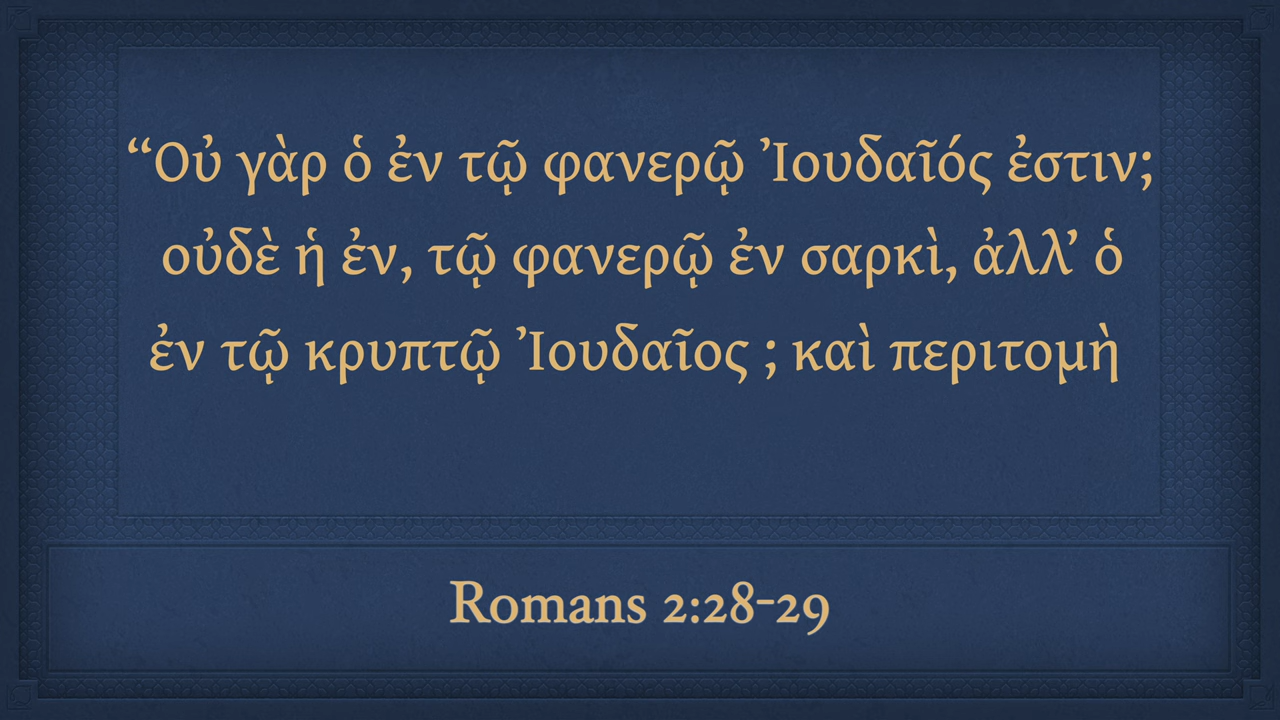 “Οὐ γὰρ ὁ ἐν τῷ φανερῷ Ἰουδαῖός ἐστιν;
οὐδὲ ἡ ἐν, τῷ φανερῷ ἐν σαρκὶ, ἀλλ’ ὁ
ἐν τῷ κρυπτῷ Ἰουδαῖος ; καὶ περιτομὴ
Romans 2:28-29